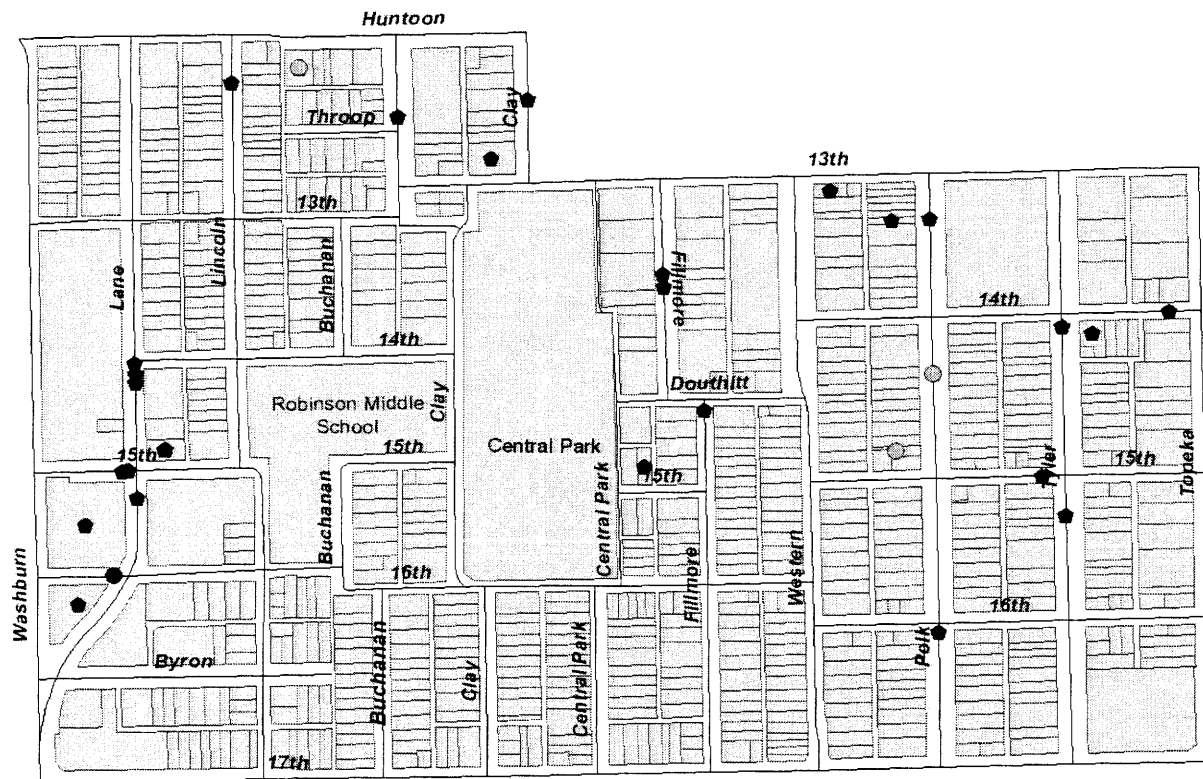 Huntoon
Clay
Throop
13th
13th
Lincoln
Buchanan
Fillmore
Lane
14th
14th
Douthitt
Robinson Middle
School
Clay
15th
Central Park
15th
15th
Tyler
15th
Topeka
Central Park
Buchanan
Western
16th
Fillmore
16th
Washburn
Polk
Byron
Clay
Central Park
Buchanan
17th